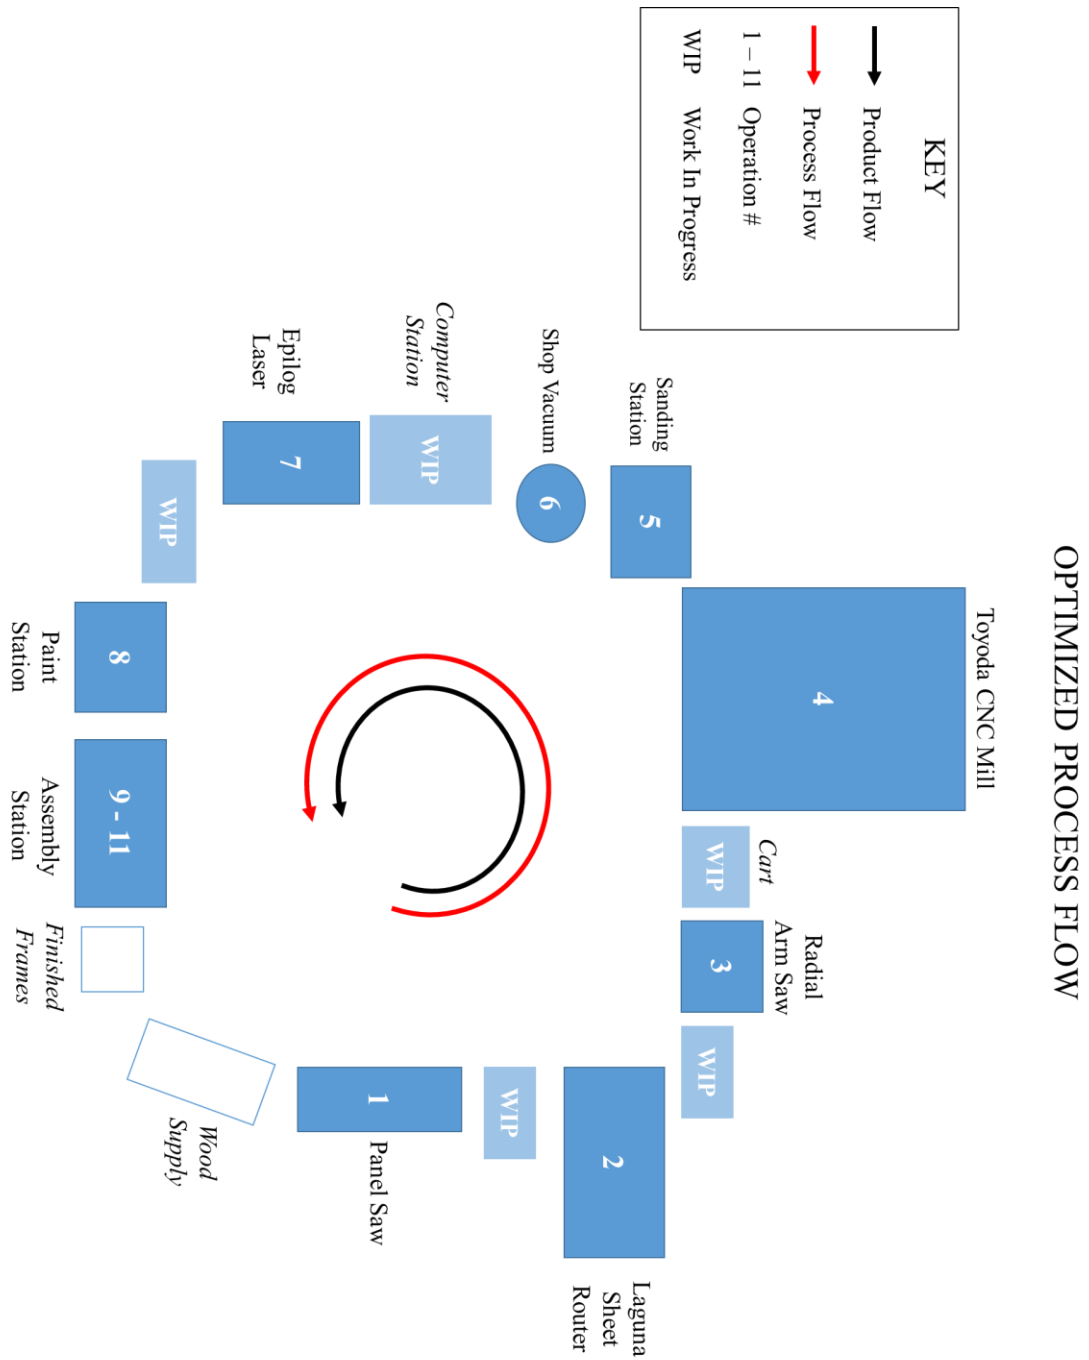 OPTIMIZED PROCESS FLOW
KEY
Product Flow
Process Flow
1 – 11 Operation #
WIP Work In Progress
Toyoda CNC Mill
4
Cart
WIP
Radial
Arm Saw
3
WIP
Sanding
Station
5
Shop Vacuum
6
Laguna
Sheet
Router
2
WIP
Computer
Station
WIP
Panel Saw
1
Epilog
Laser
7
Wood
Supply
WIP
8
Paint
Station
9 - 11
Assembly
Station
Finished
Frames